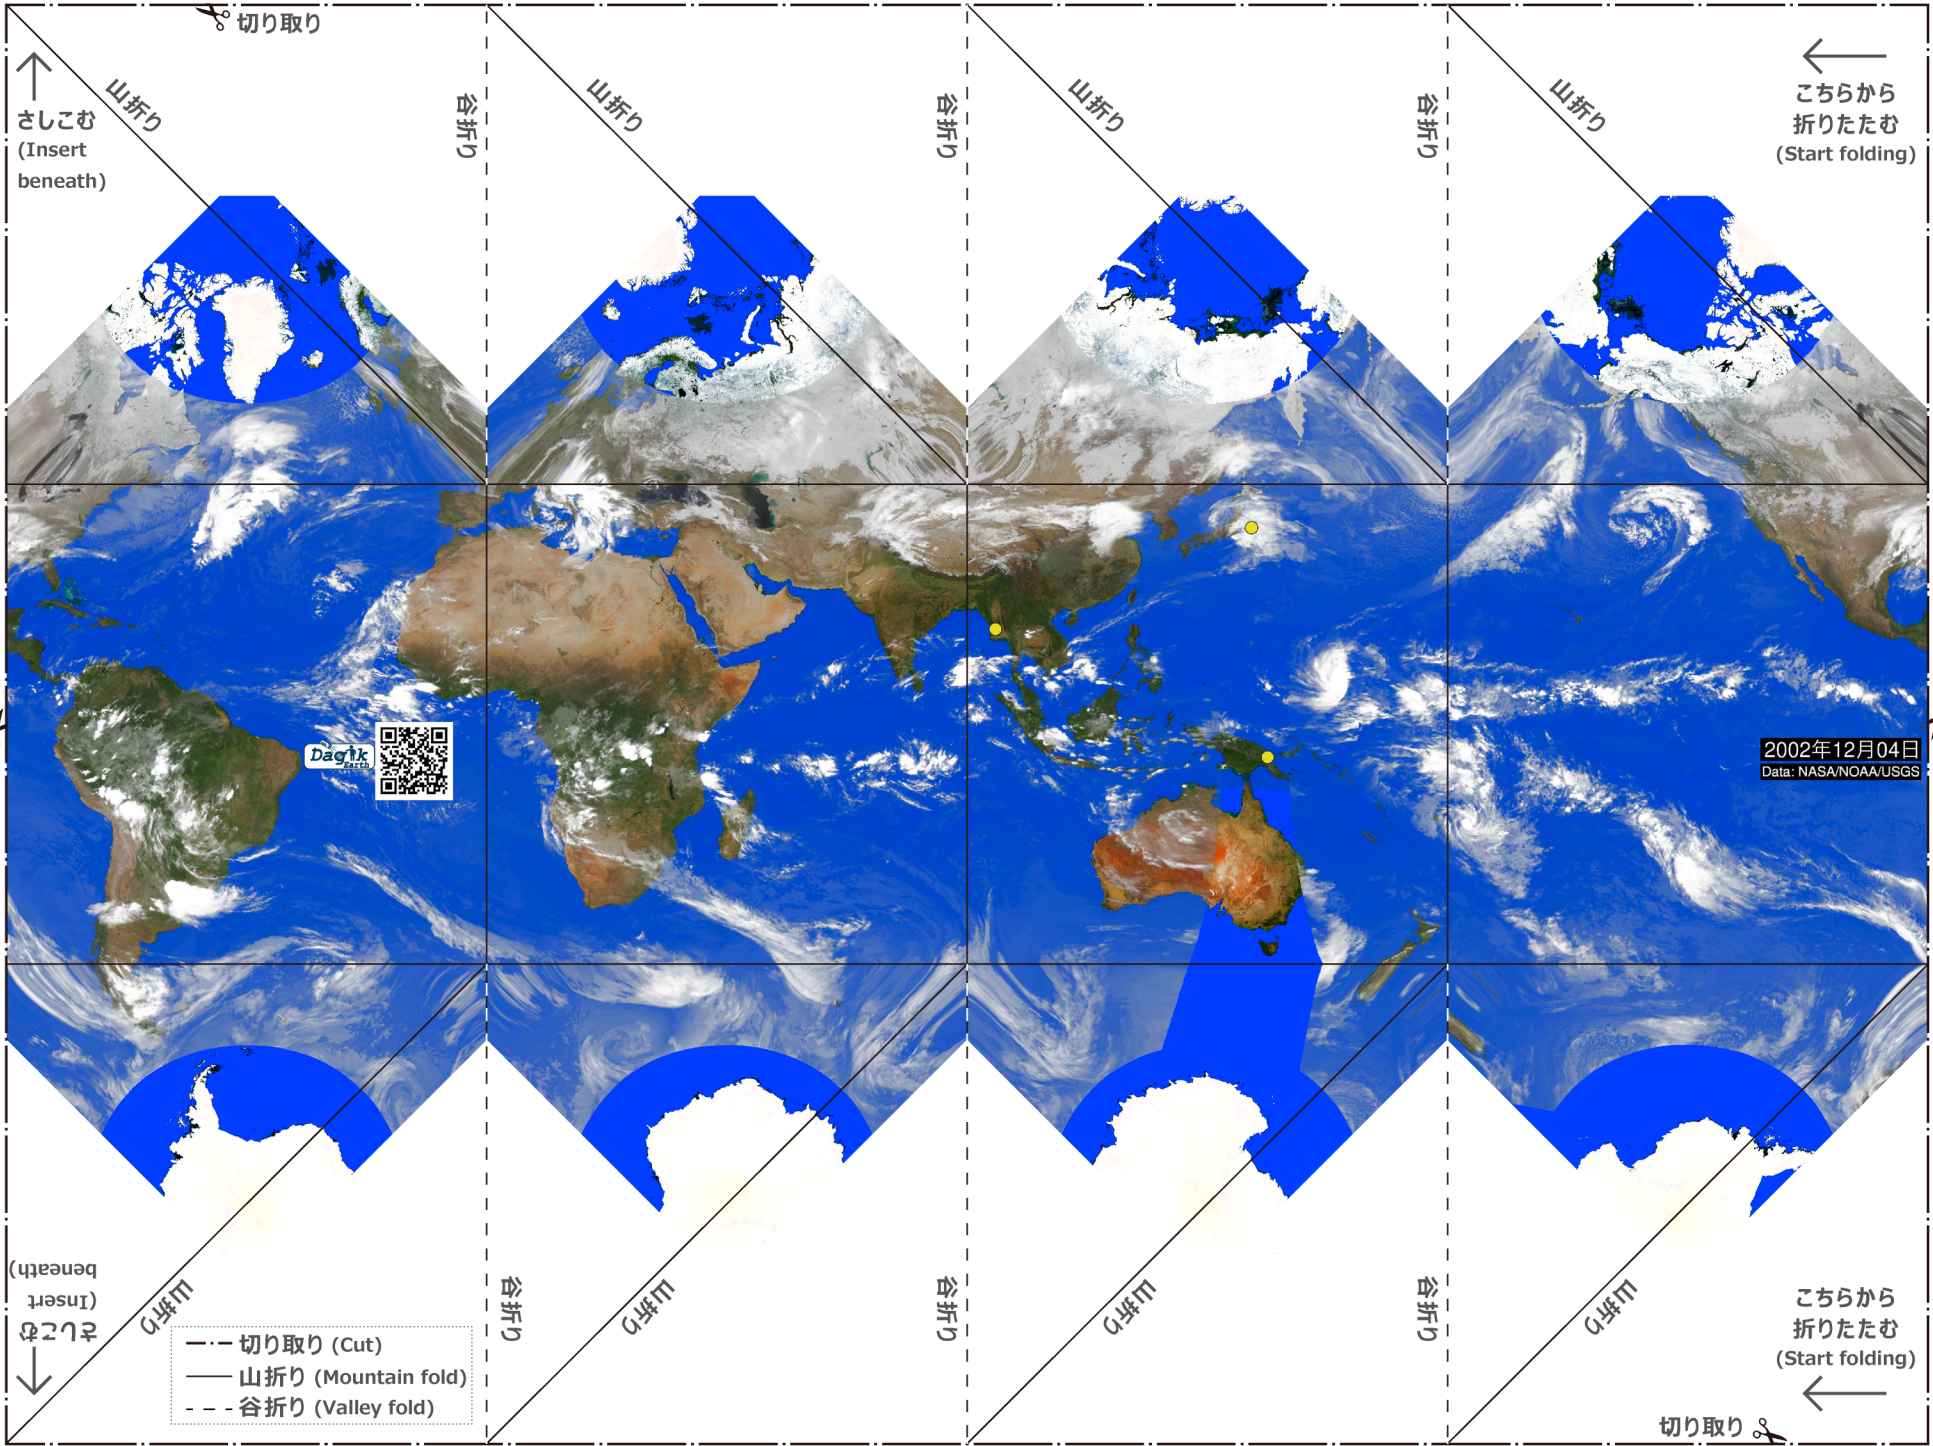 切り取り
山折り
谷折り
山折り
谷折り
山折り
谷折り
山折り
さしこむ
(Insert
beneath)
こちらから
折りたたむ
(Start folding)
Dagik
Earth
2002年12月04日
Data: NASA/NOAA/USGS
さしこむ
(Insert
beneath)
山折り
谷折り
山折り
谷折り
山折り
谷折り
山折り
こちらから
折りたたむ
(Start folding)
切り取り (Cut)
山折り (Mountain fold)
谷折り (Valley fold)
切り取り